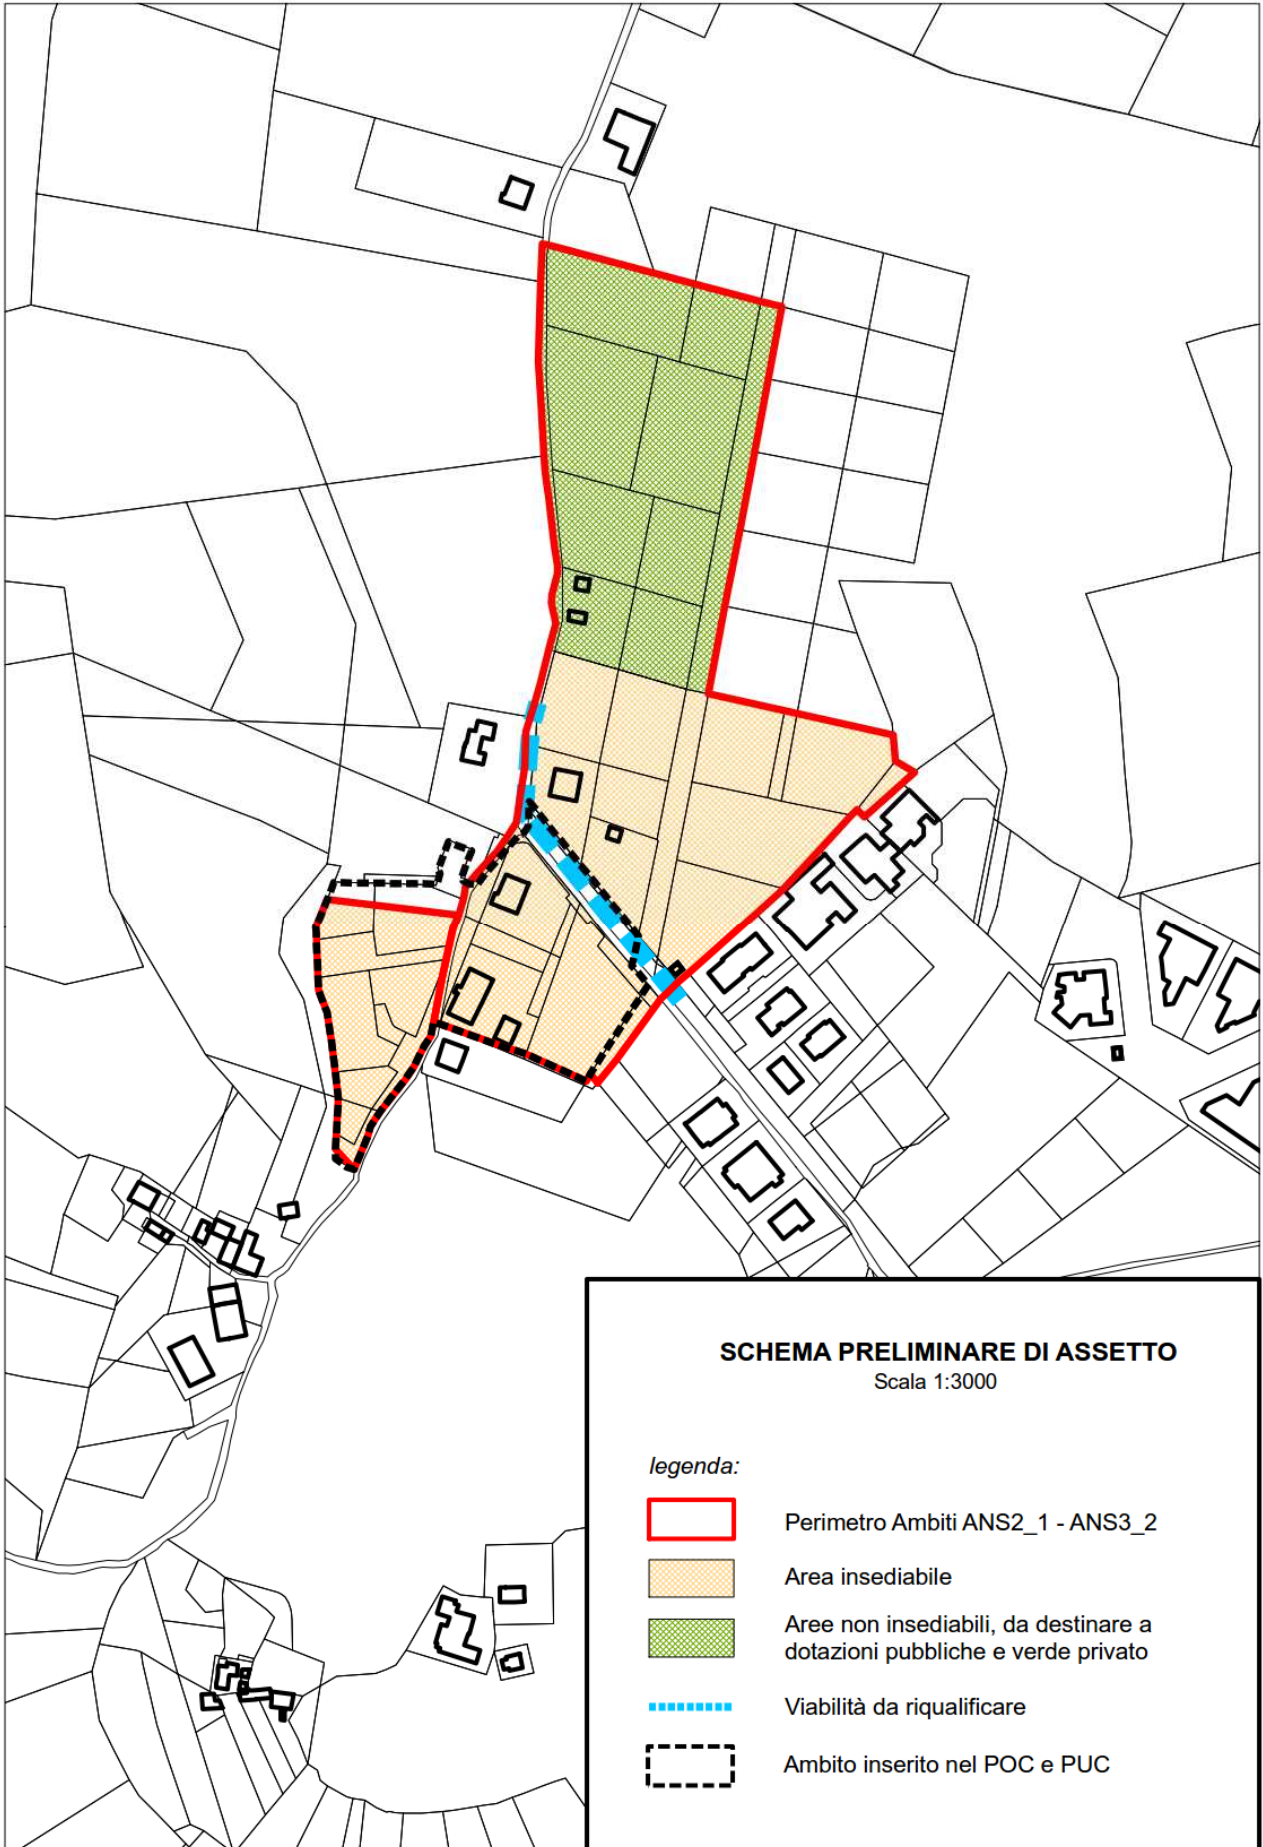 SCHEMA PRELIMINARE DI ASSETTO
Scala 1:3000
legenda:
Perimetro Ambiti ANS2_1 - ANS3_2
Area insediabile
Aree non insediabili, da destinare a
dotazioni pubbliche e verde privato
Viabilità da riqualificare
Ambito inserito nel POC e PUC